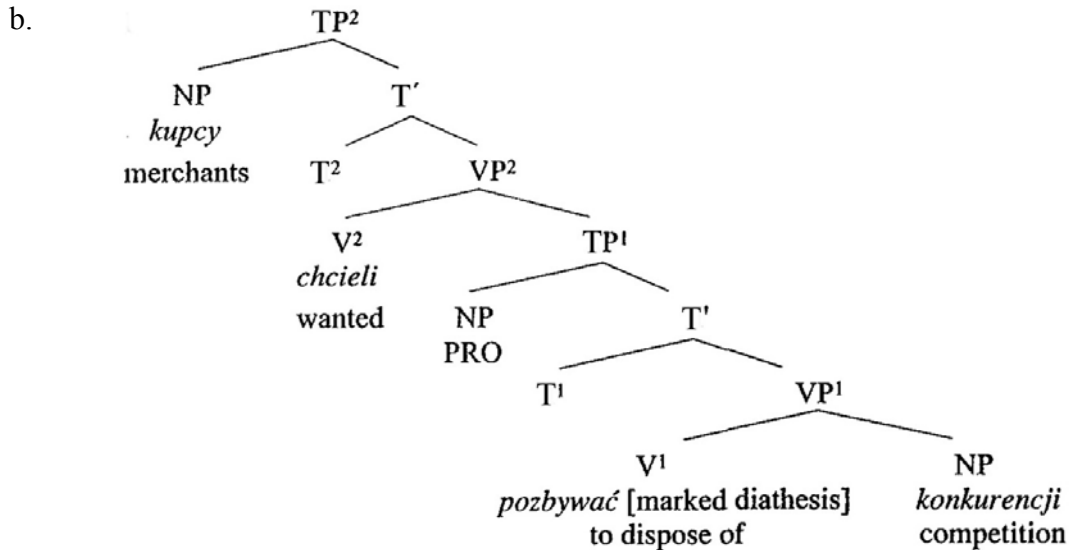 b.
TP²
NP T´
kupcy
merchants T² VP²
V² TP¹
chcieli
wanted NP T'
PRO
T¹ VP¹
V¹ NP
pozbywać [marked diathesis] konkurencji
to dispose of competition